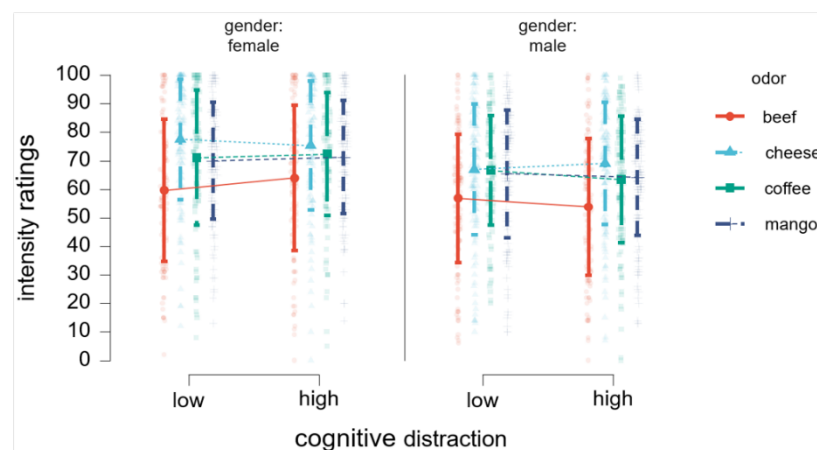 gender:
female
gender:
male
intensity ratings
100
90
80
70
60
50
40
30
20
10
0
low
high
low
high
cognitive distraction
odor
beef
cheese
coffee
mango